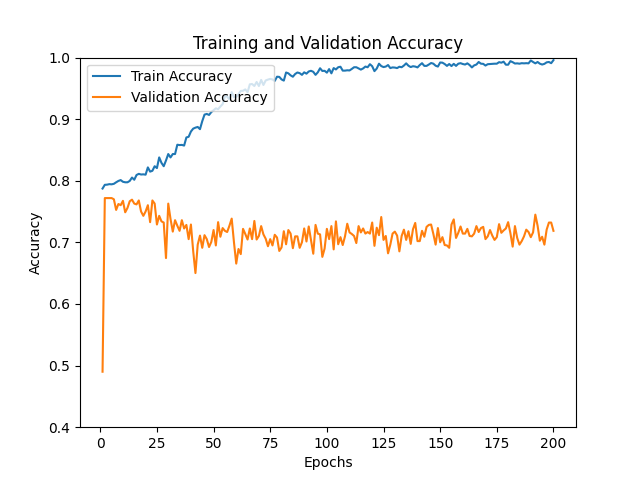 Training and Validation Accuracy
Train Accuracy
Validation Accuracy
1.0
0.9
0.8
0.7
0.6
0.5
0.4
Accuracy
0 25 50 75 100 125 150 175 200
Epochs